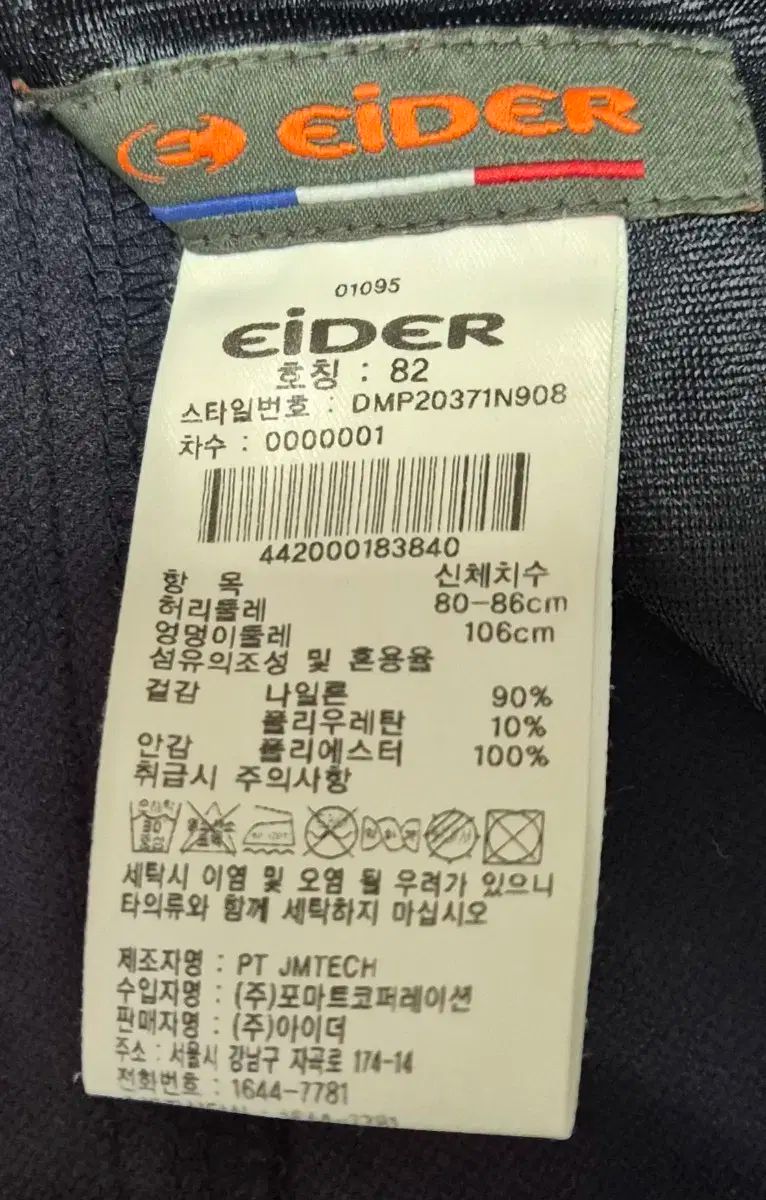 EiDER
01095
EiDER
호칭 : 82
스타일번호 : DMP20371N908
차수 : 0000001
442000183840
항 목 신체치수
허리둘레 80-86cm
엉덩이둘레 106cm
섬유의조성 및 혼용율
겉감 나일론 90%
폴리우레탄 10%
안감 폴리에스터 100%
취급시 주의사항
세탁시 이염 및 오염 될 우려가 있으니
타의류와 함께 세탁하지 마십시오
제조자명 : PT JMTECH
수입자명 : (주)포마트코퍼레이션
판매자명 : (주)아이더
주소 : 서울시 강남구 자곡로 174-14
전화번호 : 1644-7781